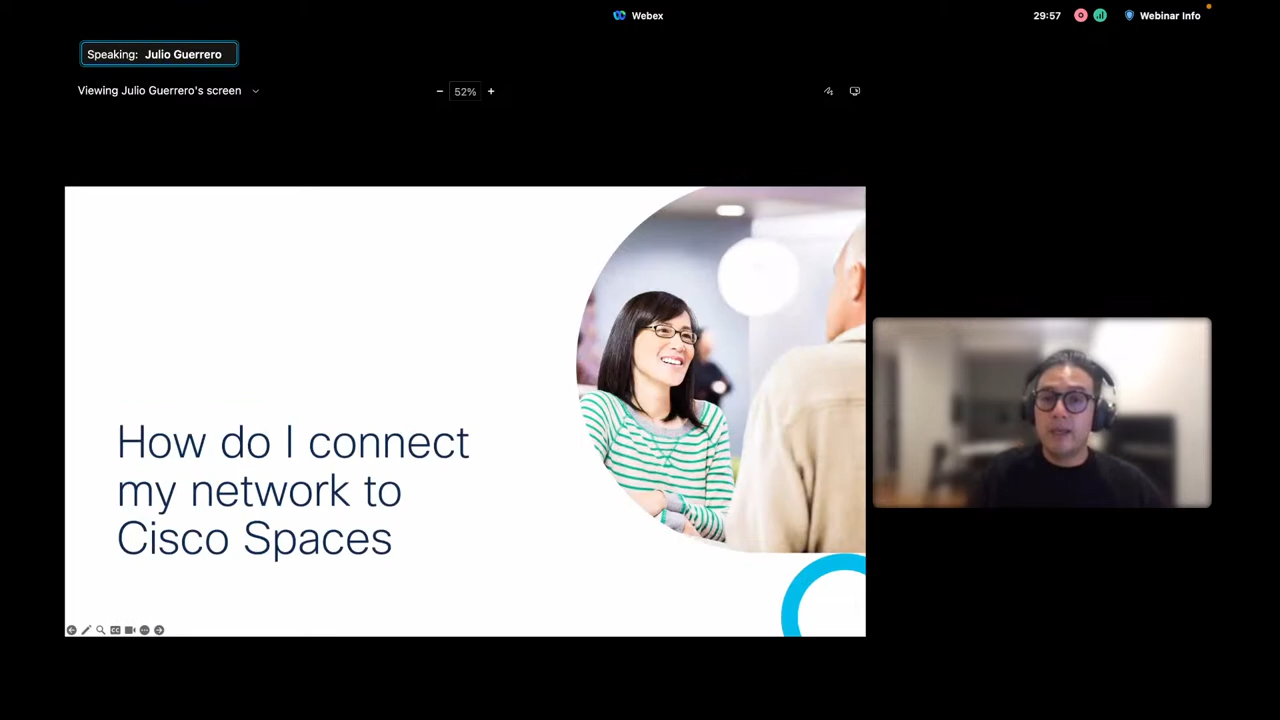 Webex
29:57
Webinar Info
Speaking: Julio Guerrero
Viewing Julio Guerrero's screen
52%
How do I connect
my network to
Cisco Spaces
CC